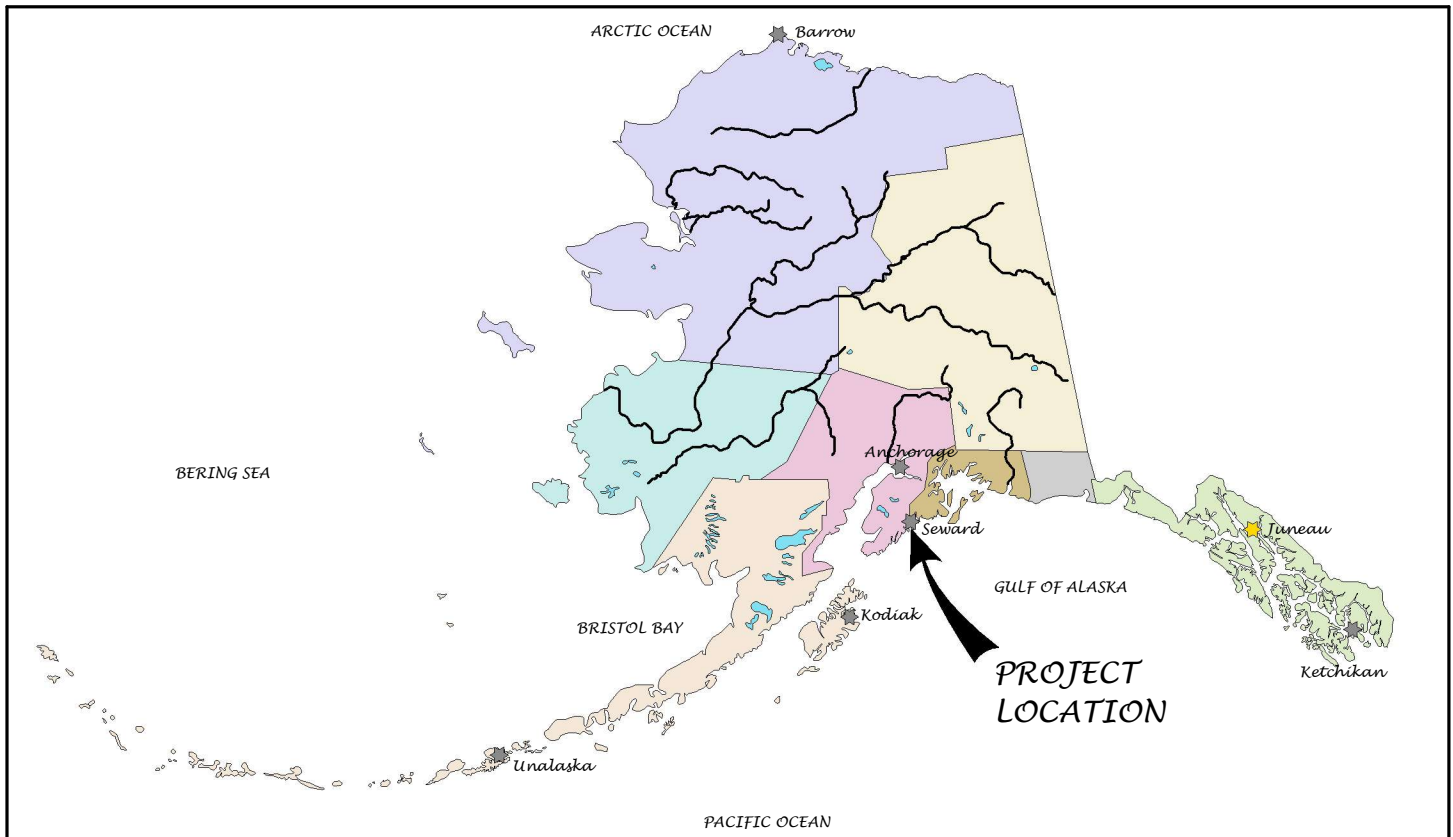 ARCTIC OCEAN
Barrow
Anchorage
BERING SEA
Seward
Juneau
GULF OF ALASKA
Kodiak
BRISTOL BAY
PROJECT
LOCATION
Ketchikan
Unalaska
PACIFIC OCEAN